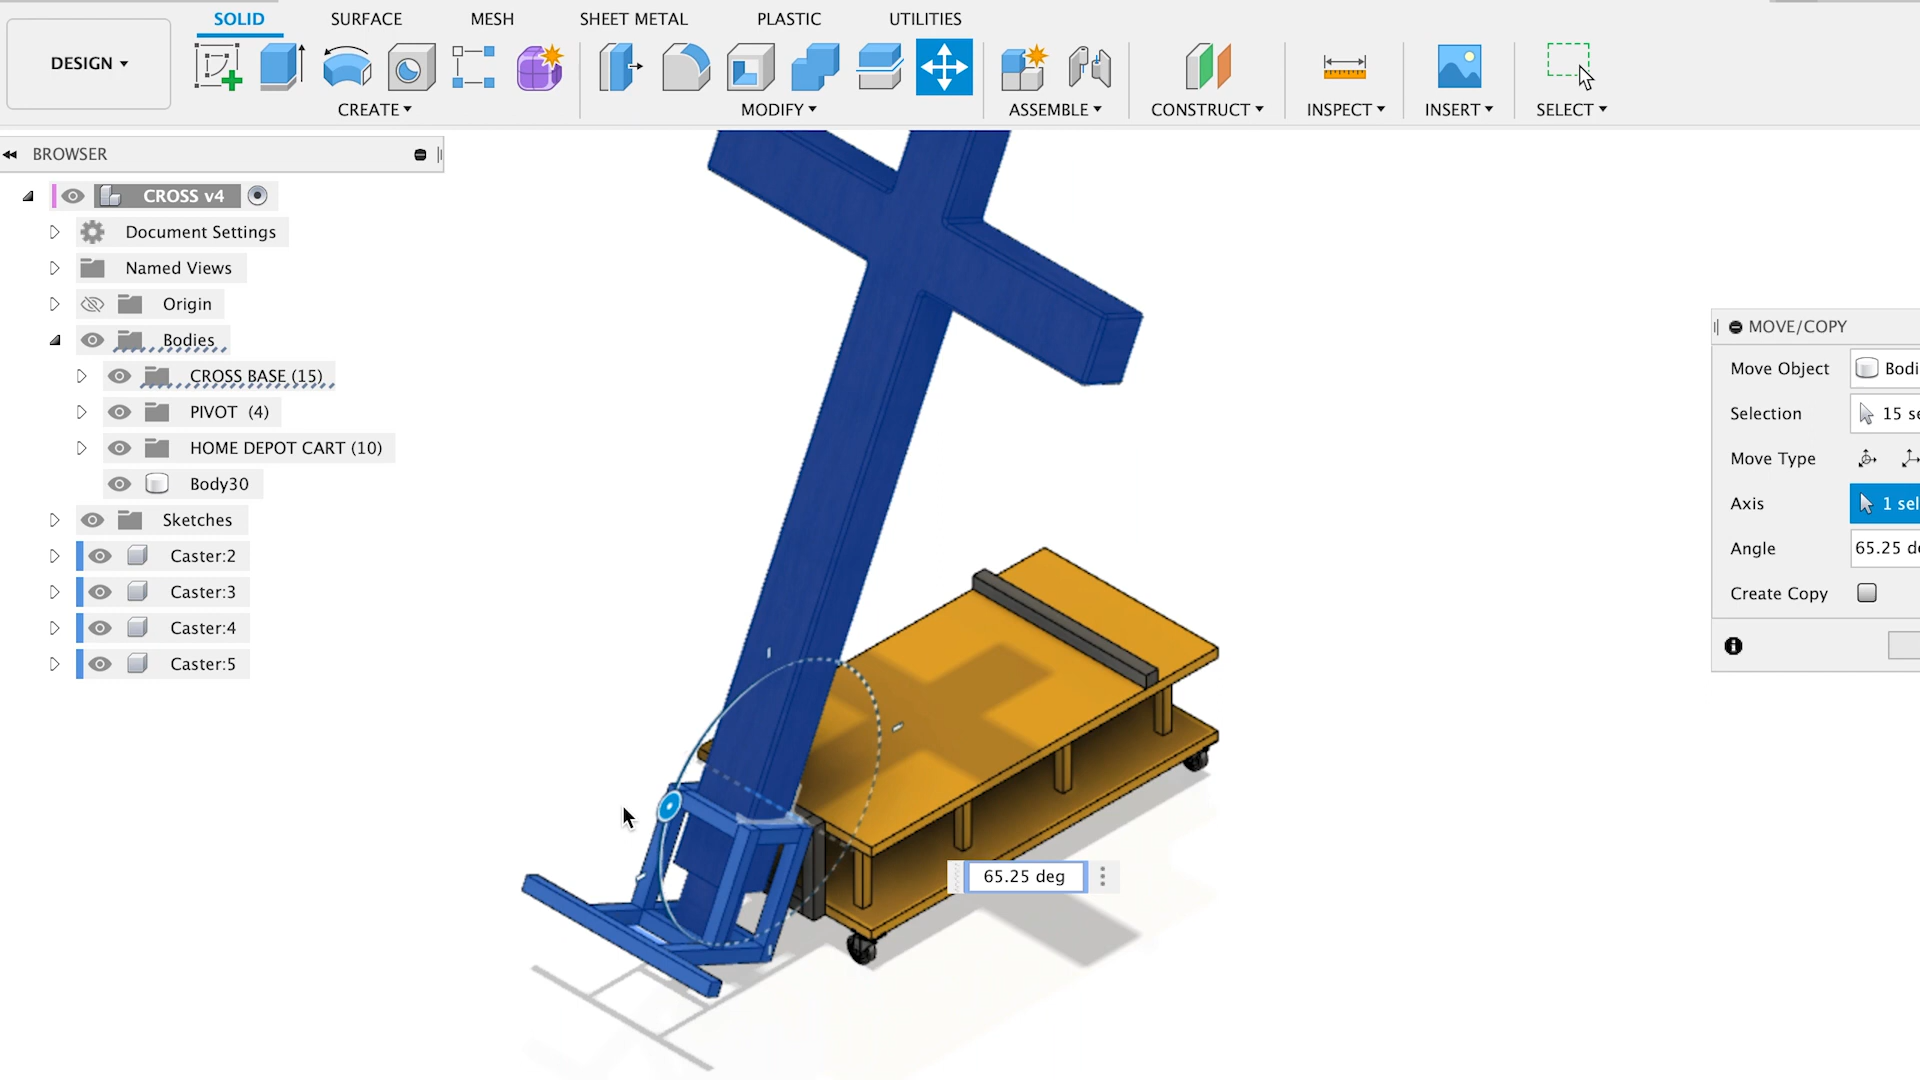 SOLID SURFACE MESH SHEET METAL PLASTIC UTILITIES
DESIGN
CREATE MODIFY ASSEMBLE CONSTRUCT INSPECT INSERT SELECT
BROWSER
CROSS v4
Document Settings
Named Views
Origin
Bodies
CROSS BASE (15)
PIVOT (4)
HOME DEPOT CART (10)
Body30
Sketches
Caster:2
Caster:3
Caster:4
Caster:5
65.25 deg
MOVE/COPY
Move Object Bodi
Selection 15 se
Move Type
Axis 1 sel
Angle 65.25 de
Create Copy